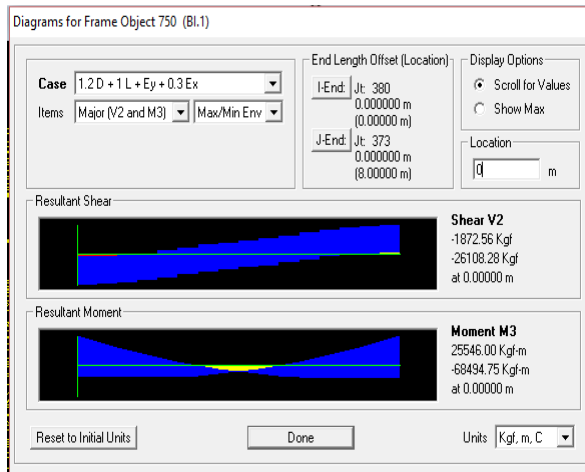 Diagrams for Frame Object 750 (BI.1)
Case 1.2 D + 1 L + Ey + 0.3 Ex
Items Major (V2 and M3) Max/Min Env
End Length Offset (Location)
I-End: Jt: 380
0.000000 m
(0.00000 m)
J-End: Jt: 373
0.000000 m
(8.00000 m)
Display Options
Scroll for Values
Show Max
Location
0 m
Resultant Shear
Shear V2
-1872.56 Kgf
-26108.28 Kgf
at 0.00000 m
Resultant Moment
Moment M3
25546.00 Kgf-m
-68494.75 Kgf-m
at 0.00000 m
Reset to Initial Units
Done
Units Kgf, m, C